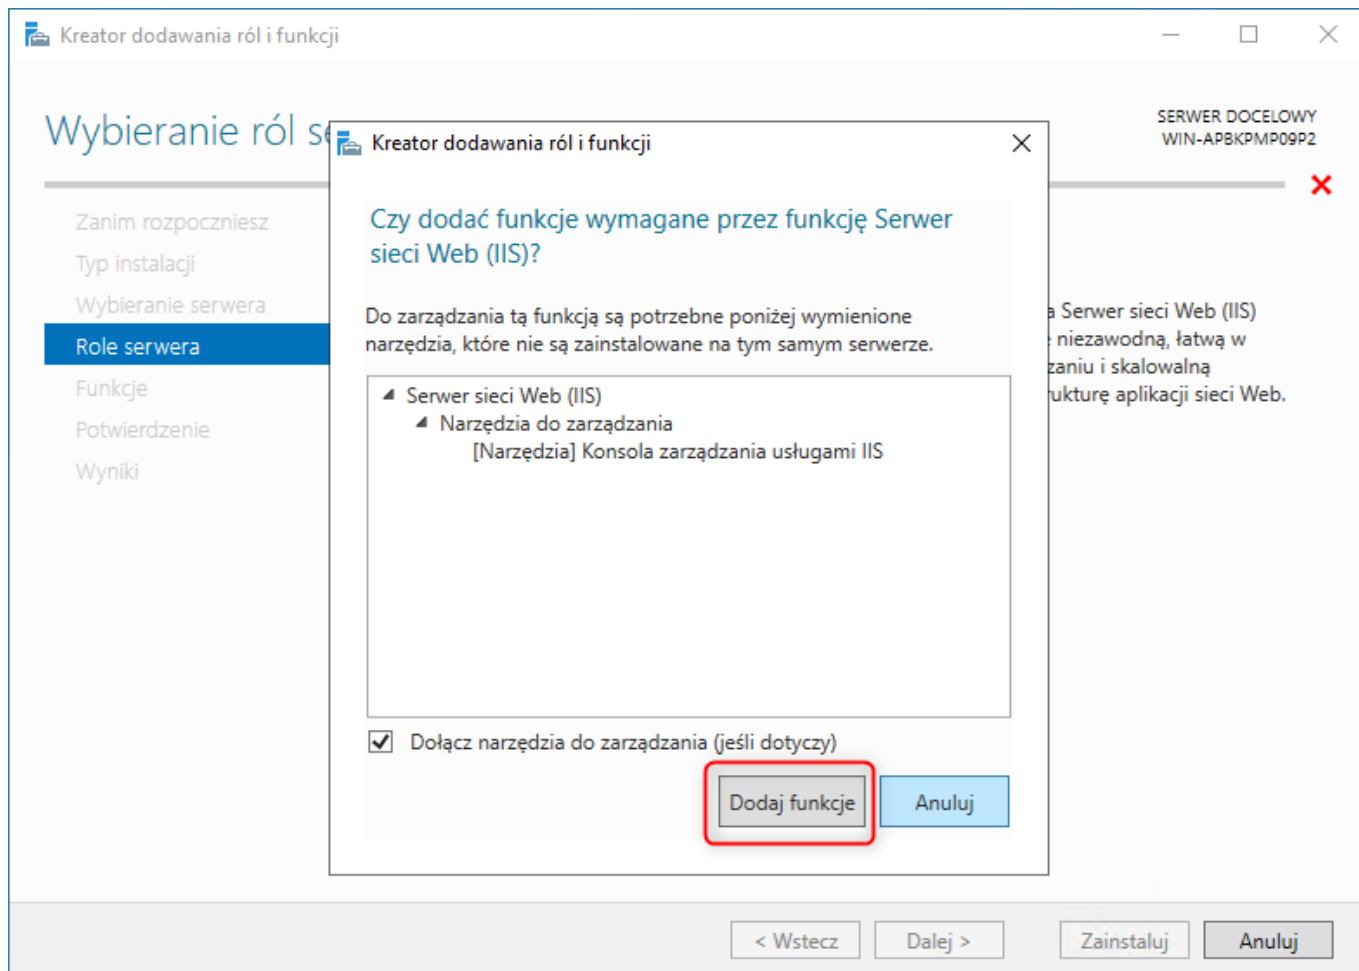 Kreator dodawania ról i funkcji
Wybieranie ról se
SERWER DOCELOWY
WIN-APBKPMP09P2
Zanim rozpoczniesz
Typ instalacji
Wybieranie serwera
Role serwera
Funkcje
Potwierdzenie
Wyniki
Kreator dodawania ról i funkcji
Czy dodać funkcje wymagane przez funkcję Serwer
sieci Web (IIS)?
Do zarządzania tą funkcją są potrzebne poniżej wymienione
narzędzia, które nie są zainstalowane na tym samym serwerze.
Serwer sieci Web (IIS)
Narzędzia do zarządzania
[Narzędzia] Konsola zarządzania usługami IIS
Dołącz narzędzia do zarządzania (jeśli dotyczy)
Dodaj funkcje
Anuluj
a Serwer sieci Web (IIS)
niezawodną, łatwą w
zaniu i skalowalną
ukturę aplikacji sieci Web.
< Wstecz
Dalej >
Zainstaluj
Anuluj